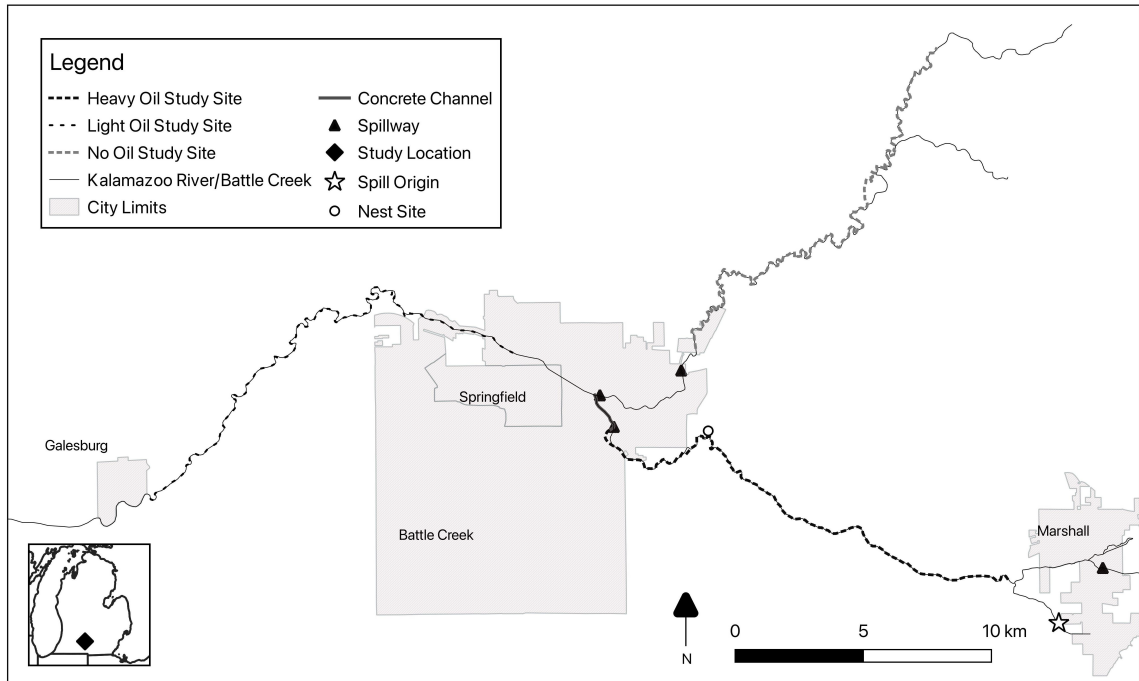 Legend
Heavy Oil Study Site
Light Oil Study Site
No Oil Study Site
Kalamazoo River/Battle Creek
City Limits
Concrete Channel
Spillway
Study Location
Spill Origin
Nest Site
Springfield
Galesburg
Battle Creek
Marshall
0 5 10 km
N